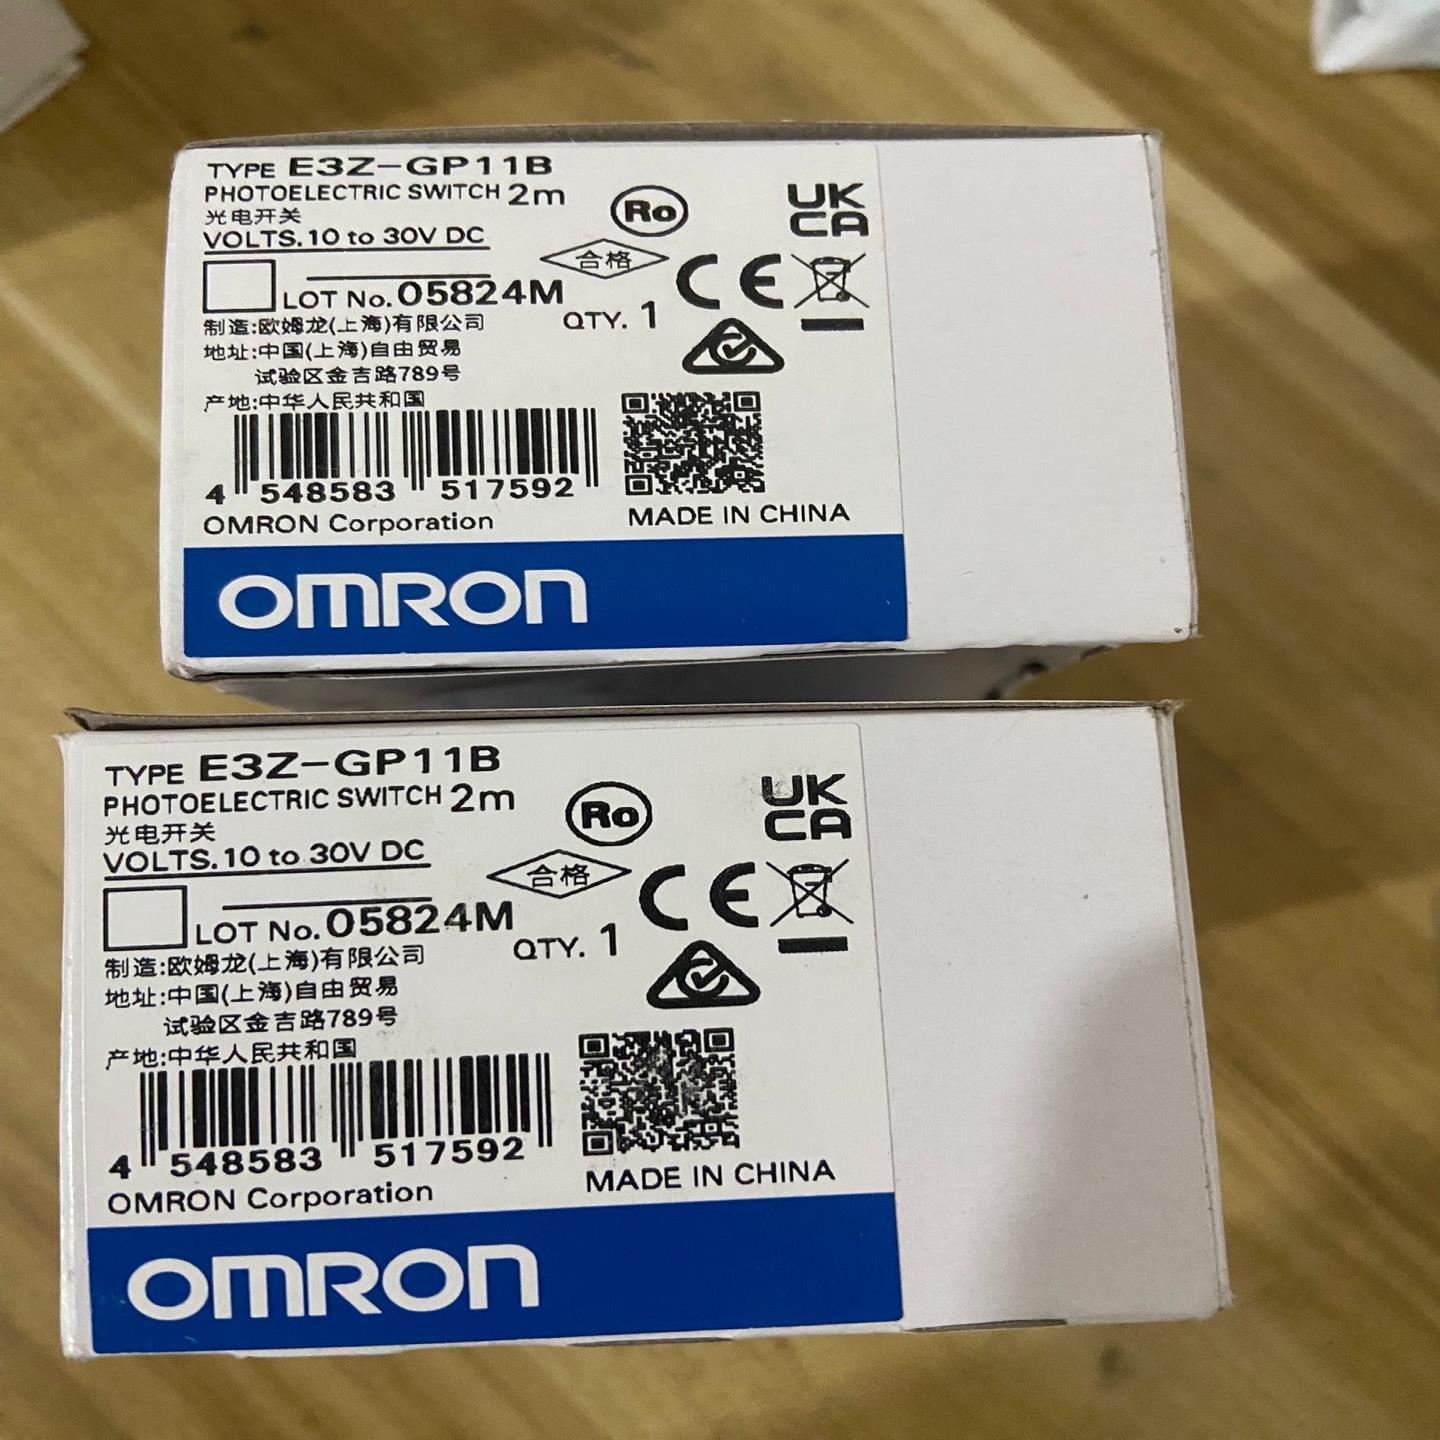 TYPE E3Z-GP11B
PHOTOELECTRIC SWITCH 2m
光电开关
VOLTS. 10 to 30V DC
Ro
UK
CA
合格
CE
LOT No. 05824M
QTY. 1
制造:欧姆龙(上海)有限公司
地址:中国(上海)自由贸易
试验区金吉路789号
产地:中华人民共和国
4 548583 517592
OMRON Corporation
MADE IN CHINA
OMRON
TYPE E3Z-GP11B
PHOTOELECTRIC SWITCH 2m
光电开关
VOLTS. 10 to 30V DC
Ro
UK
CA
合格
CE
LOT No. 05824M
QTY. 1
制造:欧姆龙(上海)有限公司
地址:中国(上海)自由贸易
试验区金吉路789号
产地:中华人民共和国
4 548583 517592
OMRON Corporation
MADE IN CHINA
OMRON